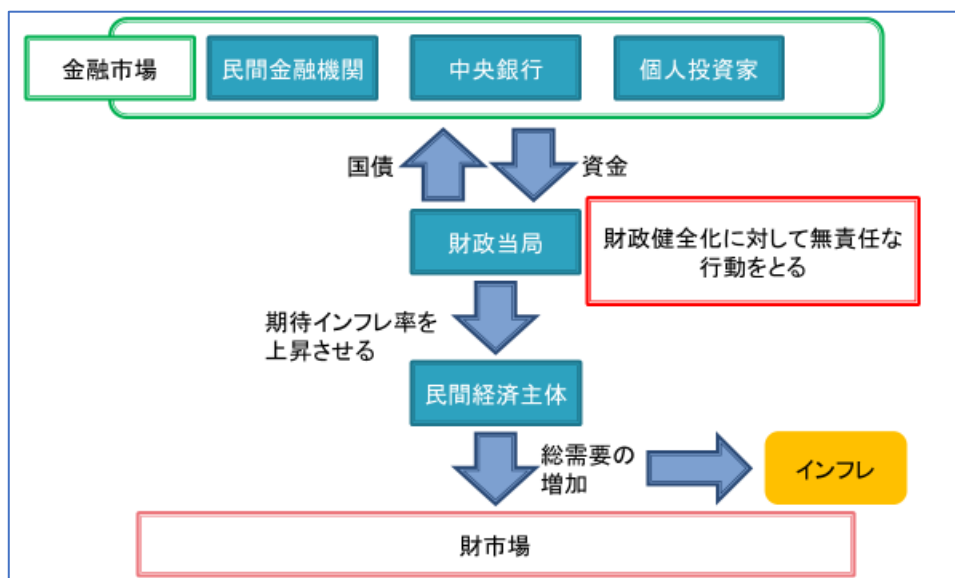 金融市場
民間金融機関
中央銀行
個人投資家
国債
資金
財政当局
財政健全化に対して無責任な
行動をとる
期待インフレ率を
上昇させる
民間経済主体
総需要の
増加
インフレ
財市場